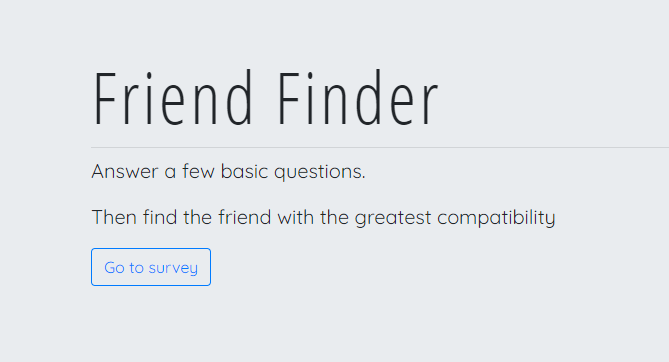 Friend Finder
Answer a few basic questions.
Then find the friend with the greatest compatibility
Go to survey